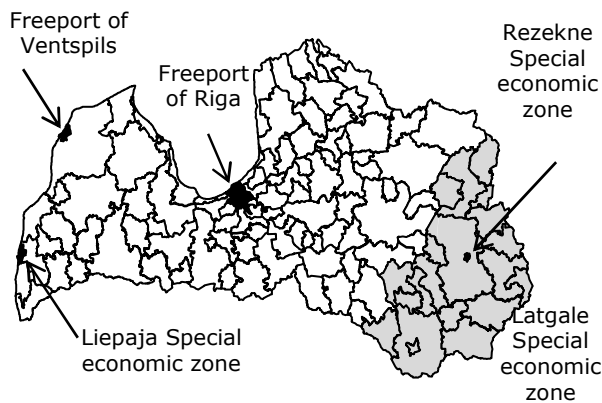 Freeport of
Ventspils
Freeport
of Riga
Rezekne
Special
economic
zone
Liepaja Special
economic zone
Latgale
Special
economic
zone